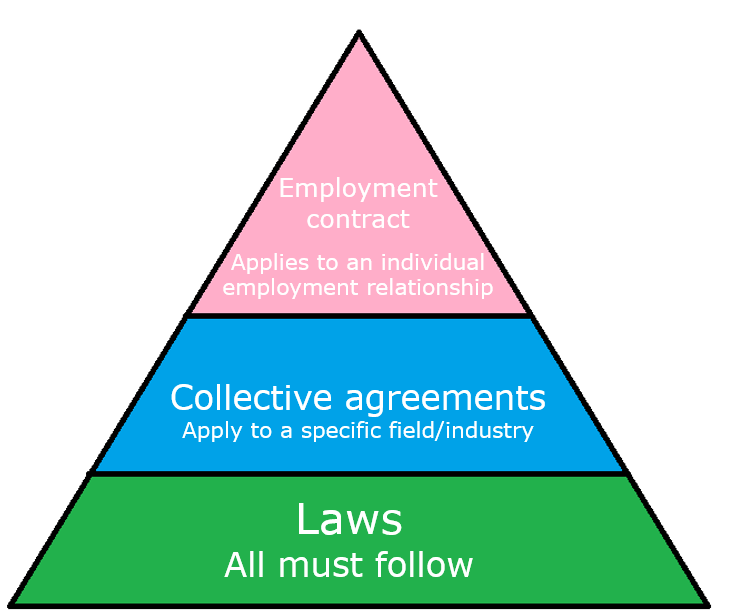 Employment
contract
Applies to an individual
employment relationship
Collective agreements
Apply to a specific field/industry
Laws
All must follow